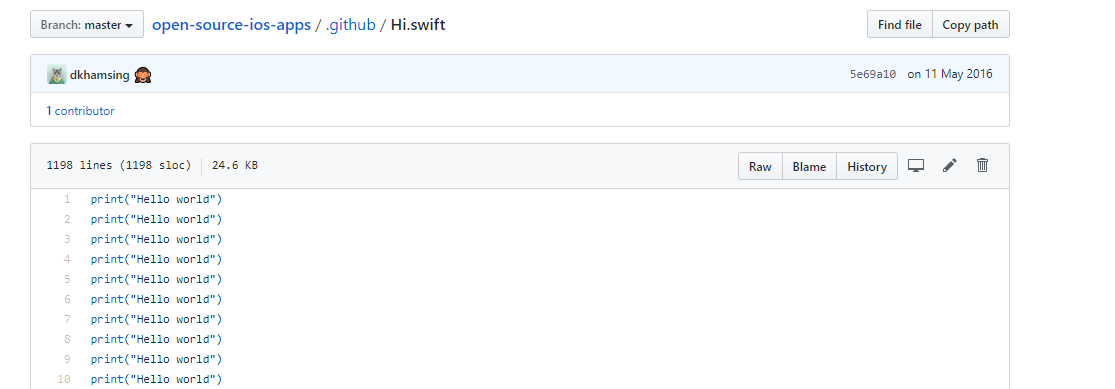 Branch: master open-source-ios-apps / .github / Hi.swift Find file Copy path
dkhamsing 🙊 5e69a10 on 11 May 2016
1 contributor
1198 lines (1198 sloc) 24.6 KB Raw Blame History
1 print("Hello world")
2 print("Hello world")
3 print("Hello world")
4 print("Hello world")
5 print("Hello world")
6 print("Hello world")
7 print("Hello world")
8 print("Hello world")
9 print("Hello world")
10 print("Hello world")